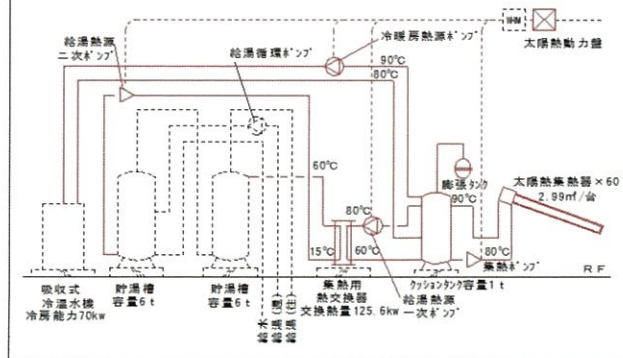 WHM
太陽熱動力盤
給湯熱源
二次ポンプ
給湯循環ポンプ
冷暖房熱源ポンプ
90℃
80℃
60℃
膨張タンク
90℃
太陽熱集熱器×60
2.99㎡/台
80℃
15℃
60℃
80℃
集熱ポンプ
RF
吸収式
冷温水機
冷房能力70kw
貯湯槽
容量6t
貯湯槽
容量6t
給水
給湯(往)
集熱用
熱交換器
交換熱量125.6kw
クッションタンク容量1t
給湯熱源
一次ポンプ